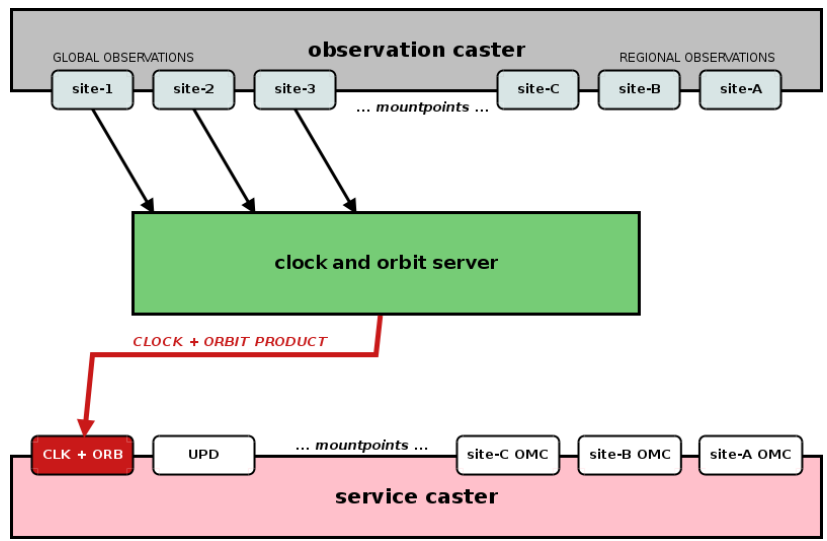 observation caster
GLOBAL OBSERVATIONS
REGIONAL OBSERVATIONS
site-1
site-2
site-3
... mountpoints ...
site-C
site-B
site-A
clock and orbit server
CLOCK + ORBIT PRODUCT
CLK + ORB
UPD
... mountpoints ...
site-C OMC
site-B OMC
site-A OMC
service caster